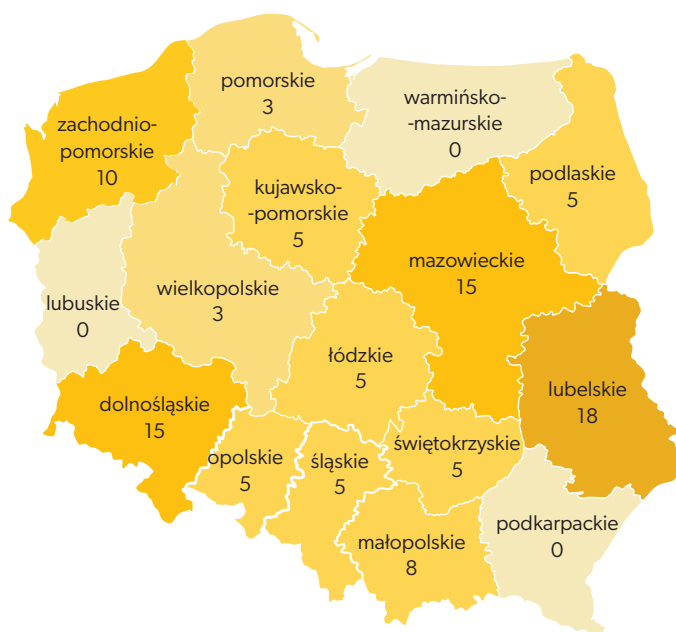 pomorskie
3
warmińsko-
-mazurskie
0
zachodnio-
pomorskie
10
podlaskie
5
kujawsko-
-pomorskie
5
mazowieckie
15
wielkopolskie
3
lubuskie
0
łódzkie
5
lubelskie
18
dolnośląskie
15
opolskie
5
śląskie
5
świętokrzyskie
5
podkarpackie
0
małopolskie
8